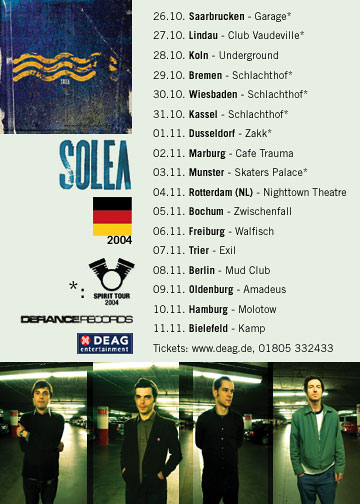 SOLEA
SOLEA
2004
*:
SPIRIT TOUR
2004
DEFIANCE RECORDS
DEAG
entertainment
26.10. Saarbrucken - Garage*
27.10. Lindau - Club Vaudeville*
28.10. Koln - Underground
29.10. Bremen - Schlachthof*
30.10. Wiesbaden - Schlachthof*
31.10. Kassel - Schlachthof*
01.11. Dusseldorf - Zakk*
02.11. Marburg - Cafe Trauma
03.11. Munster - Skaters Palace*
04.11. Rotterdam (NL) - Nighttown Theatre
05.11. Bochum - Zwischenfall
06.11. Freiburg - Walfisch
07.11. Trier - Exil
08.11. Berlin - Mud Club
09.11. Oldenburg - Amadeus
10.11. Hamburg - Molotow
11.11. Bielefeld - Kamp
Tickets: www.deag.de, 01805 332433